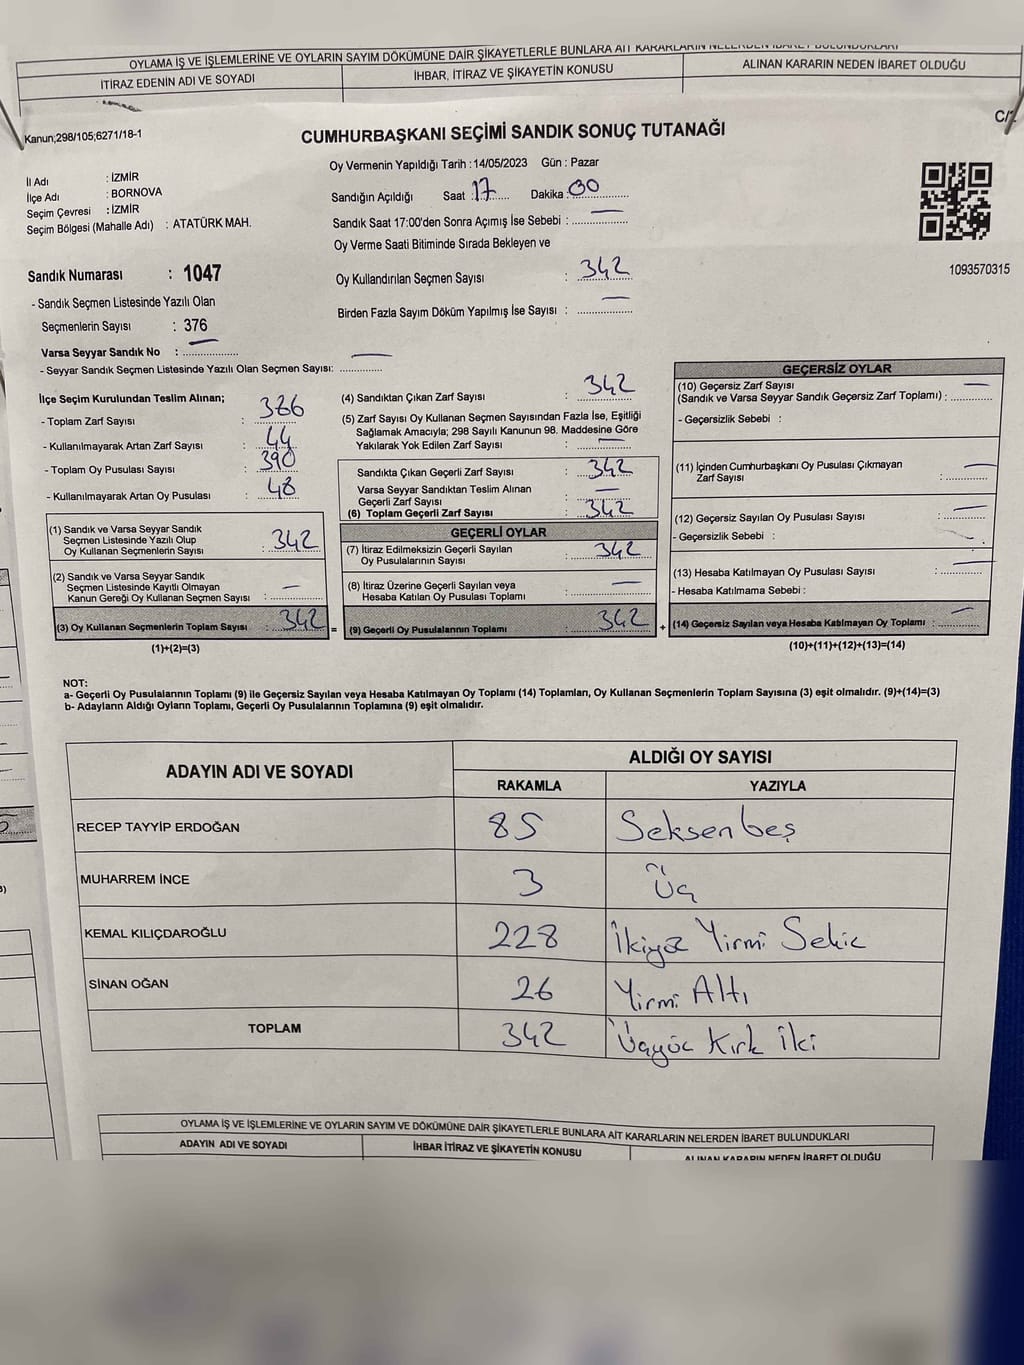 OYLAMA İŞ VE İŞLEMLERİNE VE OYLARIN SAYIM DÖKÜMÜNE DAİR ŞİKAYETLERLE BUNLARA AİT KARARLARIN NELERDEN İBARET BULUNDUKLARI
İTİRAZ EDENİN ADI VE SOYADI
İHBAR, İTİRAZ VE ŞİKAYETİN KONUSU
ALINAN KARARIN NEDEN İBARET OLDUĞU
Kanun;298/105;6271/18-1
CUMHURBAŞKANI SEÇİMİ SANDIK SONUÇ TUTANAĞI
İl Adı : İZMİR
İlçe Adı : BORNOVA
Seçim Çevresi : İZMİR
Seçim Bölgesi (Mahalle Adı) : ATATÜRK MAH.
Oy Vermenin Yapıldığı Tarih : 14/05/2023 Gün : Pazar
Sandığın Açıldığı Saat 17 Dakika : 00
Sandık Saat 17:00'den Sonra Açımış İse Sebebi : —
Oy Verme Saati Bitiminde Sırada Bekleyen ve
Oy Kullandırılan Seçmen Sayısı : 342
Birden Fazla Sayım Döküm Yapılmış İse Sayısı : —
1093570315
Sandık Numarası : 1047
- Sandık Seçmen Listesinde Yazılı Olan
Seçmenlerin Sayısı : 376
Varsa Seyyar Sandık No : —
- Seyyar Sandık Seçmen Listesinde Yazılı Olan Seçmen Sayısı: —
İlçe Seçim Kurulundan Teslim Alınan;
- Toplam Zarf Sayısı : 386
- Kullanılmayarak Artan Zarf Sayısı : 44
- Toplam Oy Pusulası Sayısı : 390
- Kullanılmayarak Artan Oy Pusulası : 48
(1) Sandık ve Varsa Seyyar Sandık
Seçmen Listesinde Yazılı Olup
Oy Kullanan Seçmenlerin Sayısı : 342
(2) Sandık ve Varsa Seyyar Sandık
Seçmen Listesinde Kayıtlı Olmayan
Kanun Gereği Oy Kullanan Seçmen Sayısı : —
(3) Oy Kullanan Seçmenlerin Toplam Sayısı : 342
(1)+(2)=(3)
(4) Sandıktan Çıkan Zarf Sayısı : 342
(5) Zarf Sayısı Oy Kullanan Seçmen Sayısından Fazla İse, Eşitliği
Sağlamak Amacıyla; 298 Sayılı Kanunun 98. Maddesine Göre
Yakılarak Yok Edilen Zarf Sayısı : —
Sandıkta Çıkan Geçerli Zarf Sayısı : 342
Varsa Seyyar Sandıktan Teslim Alınan
Geçerli Zarf Sayısı : —
(6) Toplam Geçerli Zarf Sayısı : 342
GEÇERLİ OYLAR
(7) İtiraz Edilmeksizin Geçerli Sayılan
Oy Pusulalarının Sayısı : 342
(8) İtiraz Üzerine Geçerli Sayılan veya
Hesaba Katılan Oy Pusulası Toplamı : —
= (9) Geçerli Oy Pusulalarının Toplamı : 342
GEÇERSİZ OYLAR
(10) Geçersiz Zarf Sayısı
(Sandık ve Varsa Seyyar Sandık Geçersiz Zarf Toplamı) : —
- Geçersizlik Sebebi :
(11) İçinden Cumhurbaşkanı Oy Pusulası Çıkmayan
Zarf Sayısı : —
(12) Geçersiz Sayılan Oy Pusulası Sayısı : —
- Geçersizlik Sebebi :
(13) Hesaba Katılmayan Oy Pusulası Sayısı : —
- Hesaba Katılmama Sebebi :
+ (14) Geçersiz Sayılan veya Hesaba Katılmayan Oy Toplamı : —
(10)+(11)+(12)+(13)=(14)
NOT:
a- Geçerli Oy Pusulalarının Toplamı (9) ile Geçersiz Sayılan veya Hesaba Katılmayan Oy Toplamı (14) Toplamları, Oy Kullanan Seçmenlerin Toplam Sayısına (3) eşit olmalıdır. (9)+(14)=(3)
b- Adayların Aldığı Oyların Toplamı, Geçerli Oy Pusulalarının Toplamına (9) eşit olmalıdır.
ADAYIN ADI VE SOYADI
ALDIĞI OY SAYISI
RAKAMLA YAZIYLA
RECEP TAYYİP ERDOĞAN 85 Seksenbeş
MUHARREM İNCE 3 Üç
KEMAL KILIÇDAROĞLU 228 İkiyüz Yirmi Sekiz
SİNAN OĞAN 26 Yirmi Altı
TOPLAM 342 Üçyüz Kırk İki
OYLAMA İŞ VE İŞLEMLERİNE VE OYLARIN SAYIM VE DÖKÜMÜNE DAİR ŞİKAYETLERLE BUNLARA AİT KARARLARIN NELERDEN İBARET BULUNDUKLARI
ADAYIN ADI VE SOYADI
İHBAR İTİRAZ VE ŞİKAYETİN KONUSU
ALINAN KARARIN NEDEN İBARET OLDUĞU